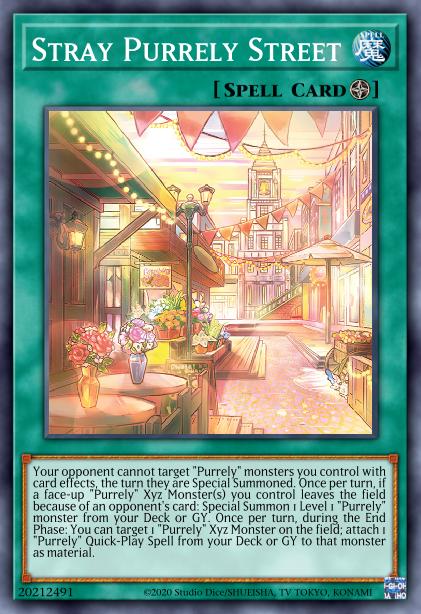 Stray Purrely Street
[Spell Card]
Your opponent cannot target "Purrely" monsters you control with
card effects, the turn they are Special Summoned. Once per turn, if
a face-up "Purrely" Xyz Monster(s) you control leaves the field
because of an opponent's card: Special Summon 1 Level 1 "Purrely"
monster from your Deck or GY. Once per turn, during the End
Phase: You can target 1 "Purrely" Xyz Monster on the field; attach 1
"Purrely" Quick-Play Spell from your Deck or GY to that monster
as material.
20212491
©2020 Studio Dice/SHUEISHA, TV TOKYO, KONAMI